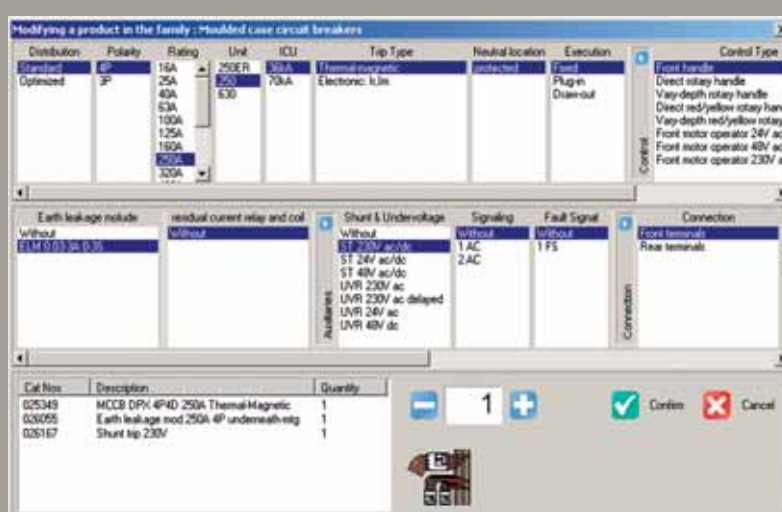 Modifying a product in the family : Moulded case circuit breakers
Distribution Polarity Rating Unit ICU Trip Type Neutral location Execution Control Type
Standard 4P 16A 250ER 36kA Thermal-magnetic protected Fixed Front handle
Optimized 3P 25A 250 70kA Electronic: Ir,Im Plug-in Direct rotary handle
40A 630 Draw-out Vary-depth rotary handle
63A Direct red/yellow rotary han
100A Vary-depth red/yellow rotary
125A Front motor operator 24V ac
160A Front motor operator 48V ac
250A Front motor operator 230V a
320A
Control
Earth leakage module residual current relay and coil Shunt & Undervoltage Signaling Fault Signal Connection
Without Without Without Without Without Front terminals
ELM 0.03-3A 0.35 ST 230V ac/dc 1 AC 1 FS Rear terminals
ST 24V ac/dc 2 AC
ST 48V ac/dc
UVR 230V ac
UVR 230V ac delayed
UVR 24V ac
UVR 48V dc
Auxiliaries
Connection
Cat Nos Description Quantity
025349 MCCB DPX 4P4D 250A Thermal-Magnetic 1
026055 Earth leakage mod 250A 4P underneath-mtg 1
026167 Shunt trip 230V 1
1
Confirm Cancel